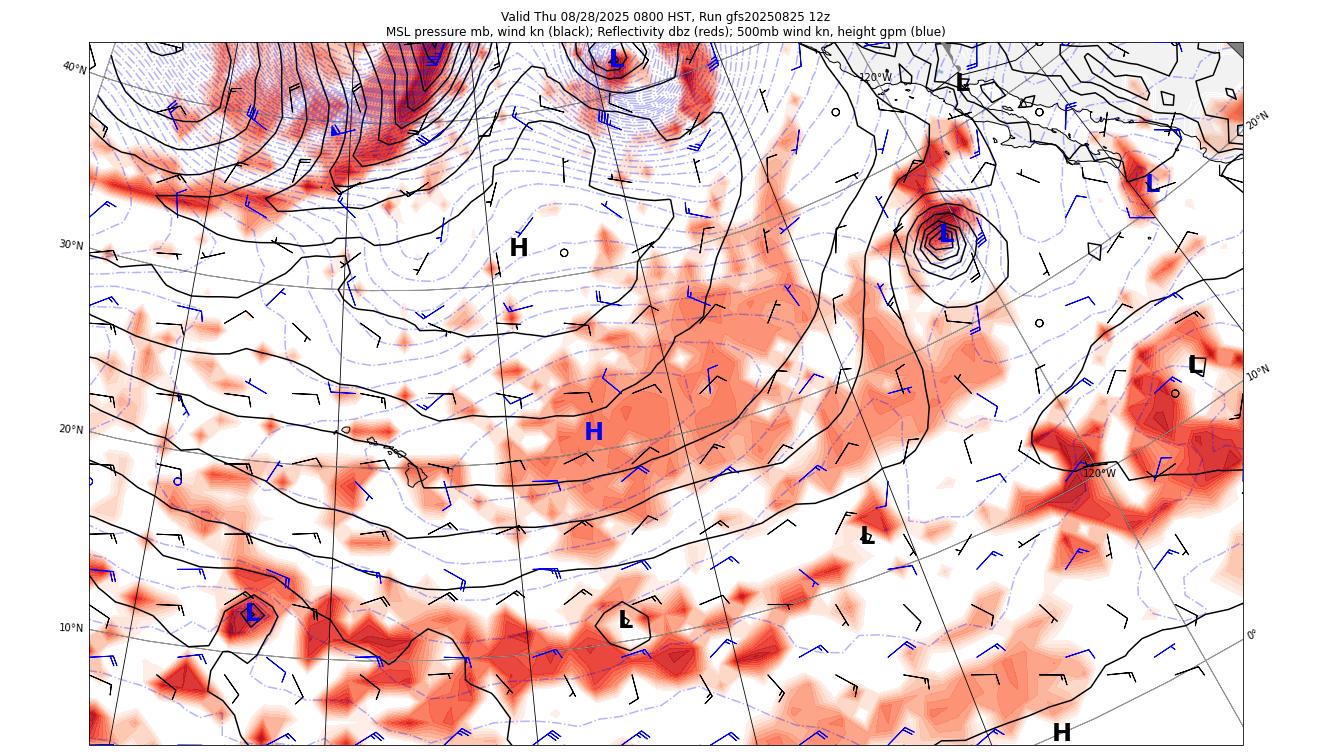 Valid Thu 08/28/2025 0800 HST, Run gfs20250825 12z
MSL pressure mb, wind kn (black); Reflectivity dbz (reds); 500mb wind kn, height gpm (blue)
L
40°N
120°W
L
20°N
L
L
30°N
H
L
10°N
H
20°N
120°W
L
L
L
10°N
0°
H